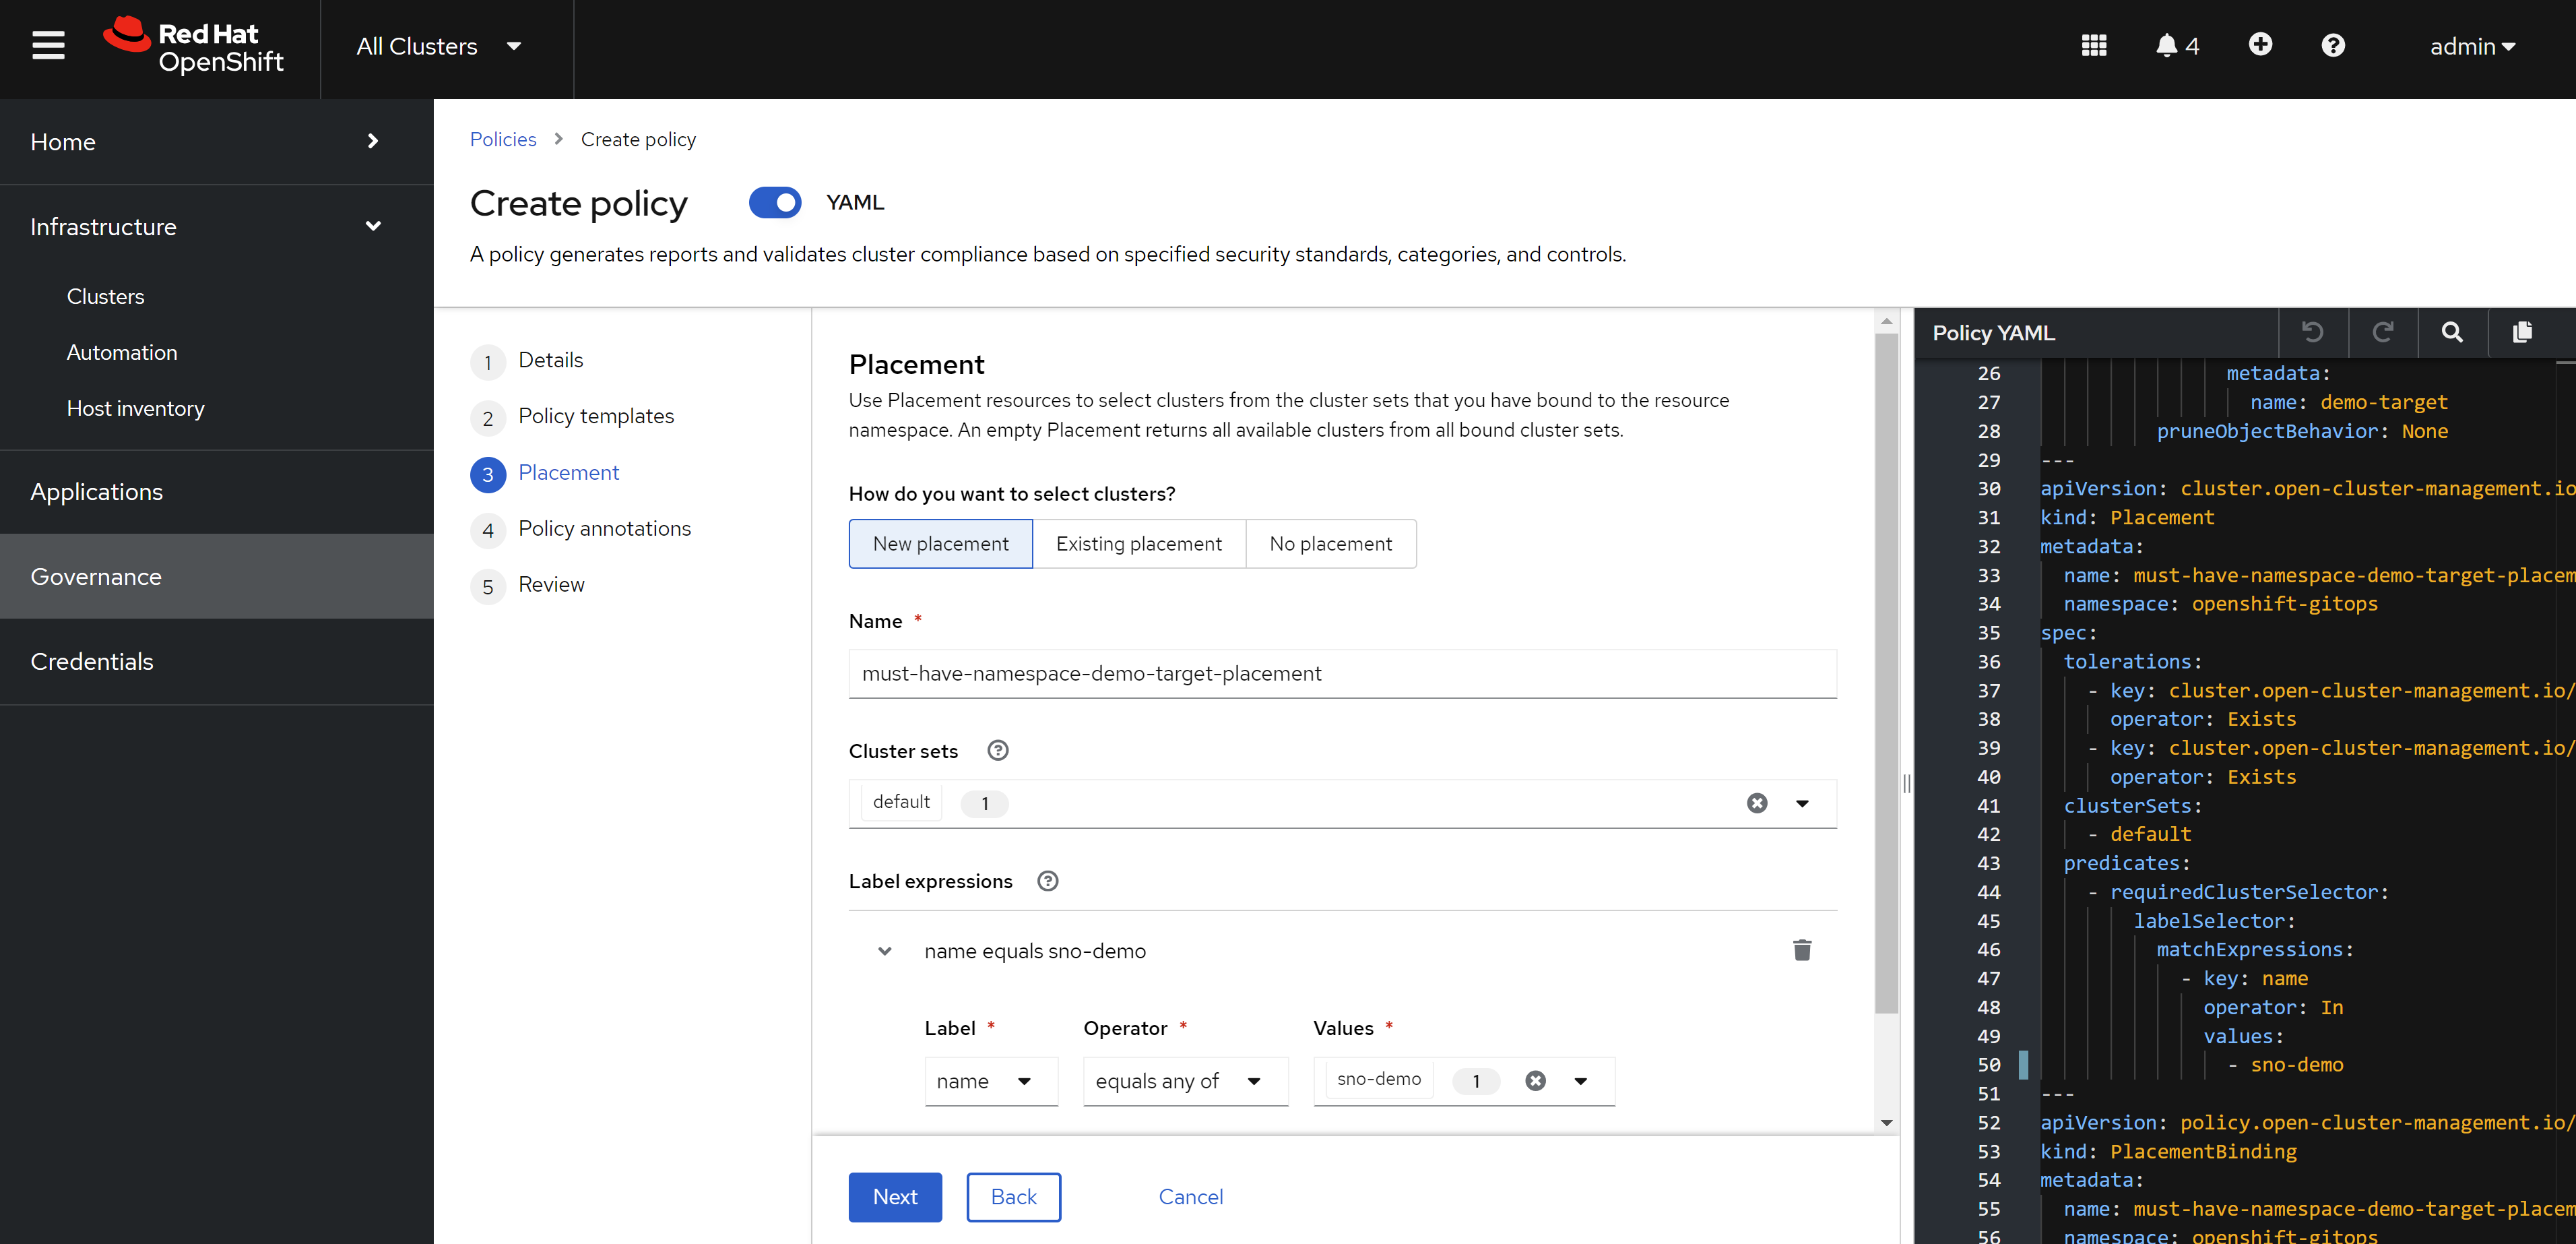 Red Hat
OpenShift
All Clusters
4
admin
Home
Infrastructure
Clusters
Automation
Host inventory
Applications
Governance
Credentials
Policies > Create policy
Create policy
YAML
A policy generates reports and validates cluster compliance based on specified security standards, categories, and controls.
1 Details
2 Policy templates
3 Placement
4 Policy annotations
5 Review
Placement
Use Placement resources to select clusters from the cluster sets that you have bound to the resource
namespace. An empty Placement returns all available clusters from all bound cluster sets.
How do you want to select clusters?
New placement Existing placement No placement
Name *
must-have-namespace-demo-target-placement
Cluster sets
default 1
Label expressions
name equals sno-demo
Label * Operator * Values *
name equals any of sno-demo 1
Next Back Cancel
Policy YAML
26 metadata:
27 name: demo-target
28 pruneObjectBehavior: None
29 ---
30 apiVersion: cluster.open-cluster-management.io
31 kind: Placement
32 metadata:
33 name: must-have-namespace-demo-target-placem
34 namespace: openshift-gitops
35 spec:
36 tolerations:
37 - key: cluster.open-cluster-management.io/
38 operator: Exists
39 - key: cluster.open-cluster-management.io/
40 operator: Exists
41 clusterSets:
42 - default
43 predicates:
44 - requiredClusterSelector:
45 labelSelector:
46 matchExpressions:
47 - key: name
48 operator: In
49 values:
50 - sno-demo
51 ---
52 apiVersion: policy.open-cluster-management.io/
53 kind: PlacementBinding
54 metadata:
55 name: must-have-namespace-demo-target-placem
56 namespace: openshift-gitops